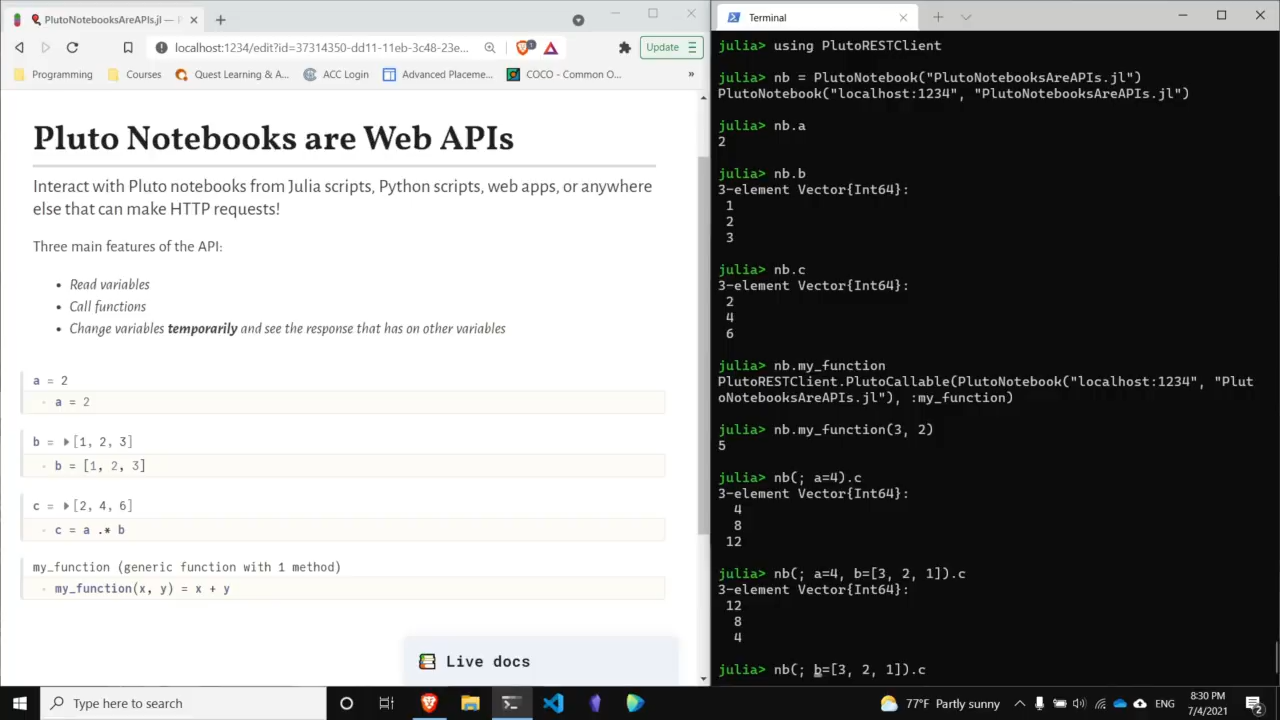 PlutoNotebooksAreAPIs.jl —
localhost:1234/edit?id=37314350-dd11-11eb-3c48-23ee...
1
Update
Programming
Courses
Quest Learning & A...
ACC Login
Advanced Placeme...
COCO - Common O...
»
Pluto Notebooks are Web APIs
Interact with Pluto notebooks from Julia scripts, Python scripts, web apps, or anywhere
else that can make HTTP requests!
Three main features of the API:
• Read variables
• Call functions
• Change variables temporarily and see the response that has on other variables
a = 2
a = 2
b = [1, 2, 3]
b = [1, 2, 3]
c = [2, 4, 6]
c = a .* b
my_function (generic function with 1 method)
my_function(x, y) = x + y
Live docs
Terminal
julia> using PlutoRESTClient
julia> nb = PlutoNotebook("PlutoNotebooksAreAPIs.jl")
PlutoNotebook("localhost:1234", "PlutoNotebooksAreAPIs.jl")
julia> nb.a
2
julia> nb.b
3-element Vector{Int64}:
1
2
3
julia> nb.c
3-element Vector{Int64}:
2
4
6
julia> nb.my_function
PlutoRESTClient.PlutoCallable(PlutoNotebook("localhost:1234", "Plut
oNotebooksAreAPIs.jl"), :my_function)
julia> nb.my_function(3, 2)
5
julia> nb(; a=4).c
3-element Vector{Int64}:
4
8
12
julia> nb(; a=4, b=[3, 2, 1]).c
3-element Vector{Int64}:
12
8
4
julia> nb(; b=[3, 2, 1]).c
Type here to search
77°F Partly sunny
ENG
8:30 PM
7/4/2021
2